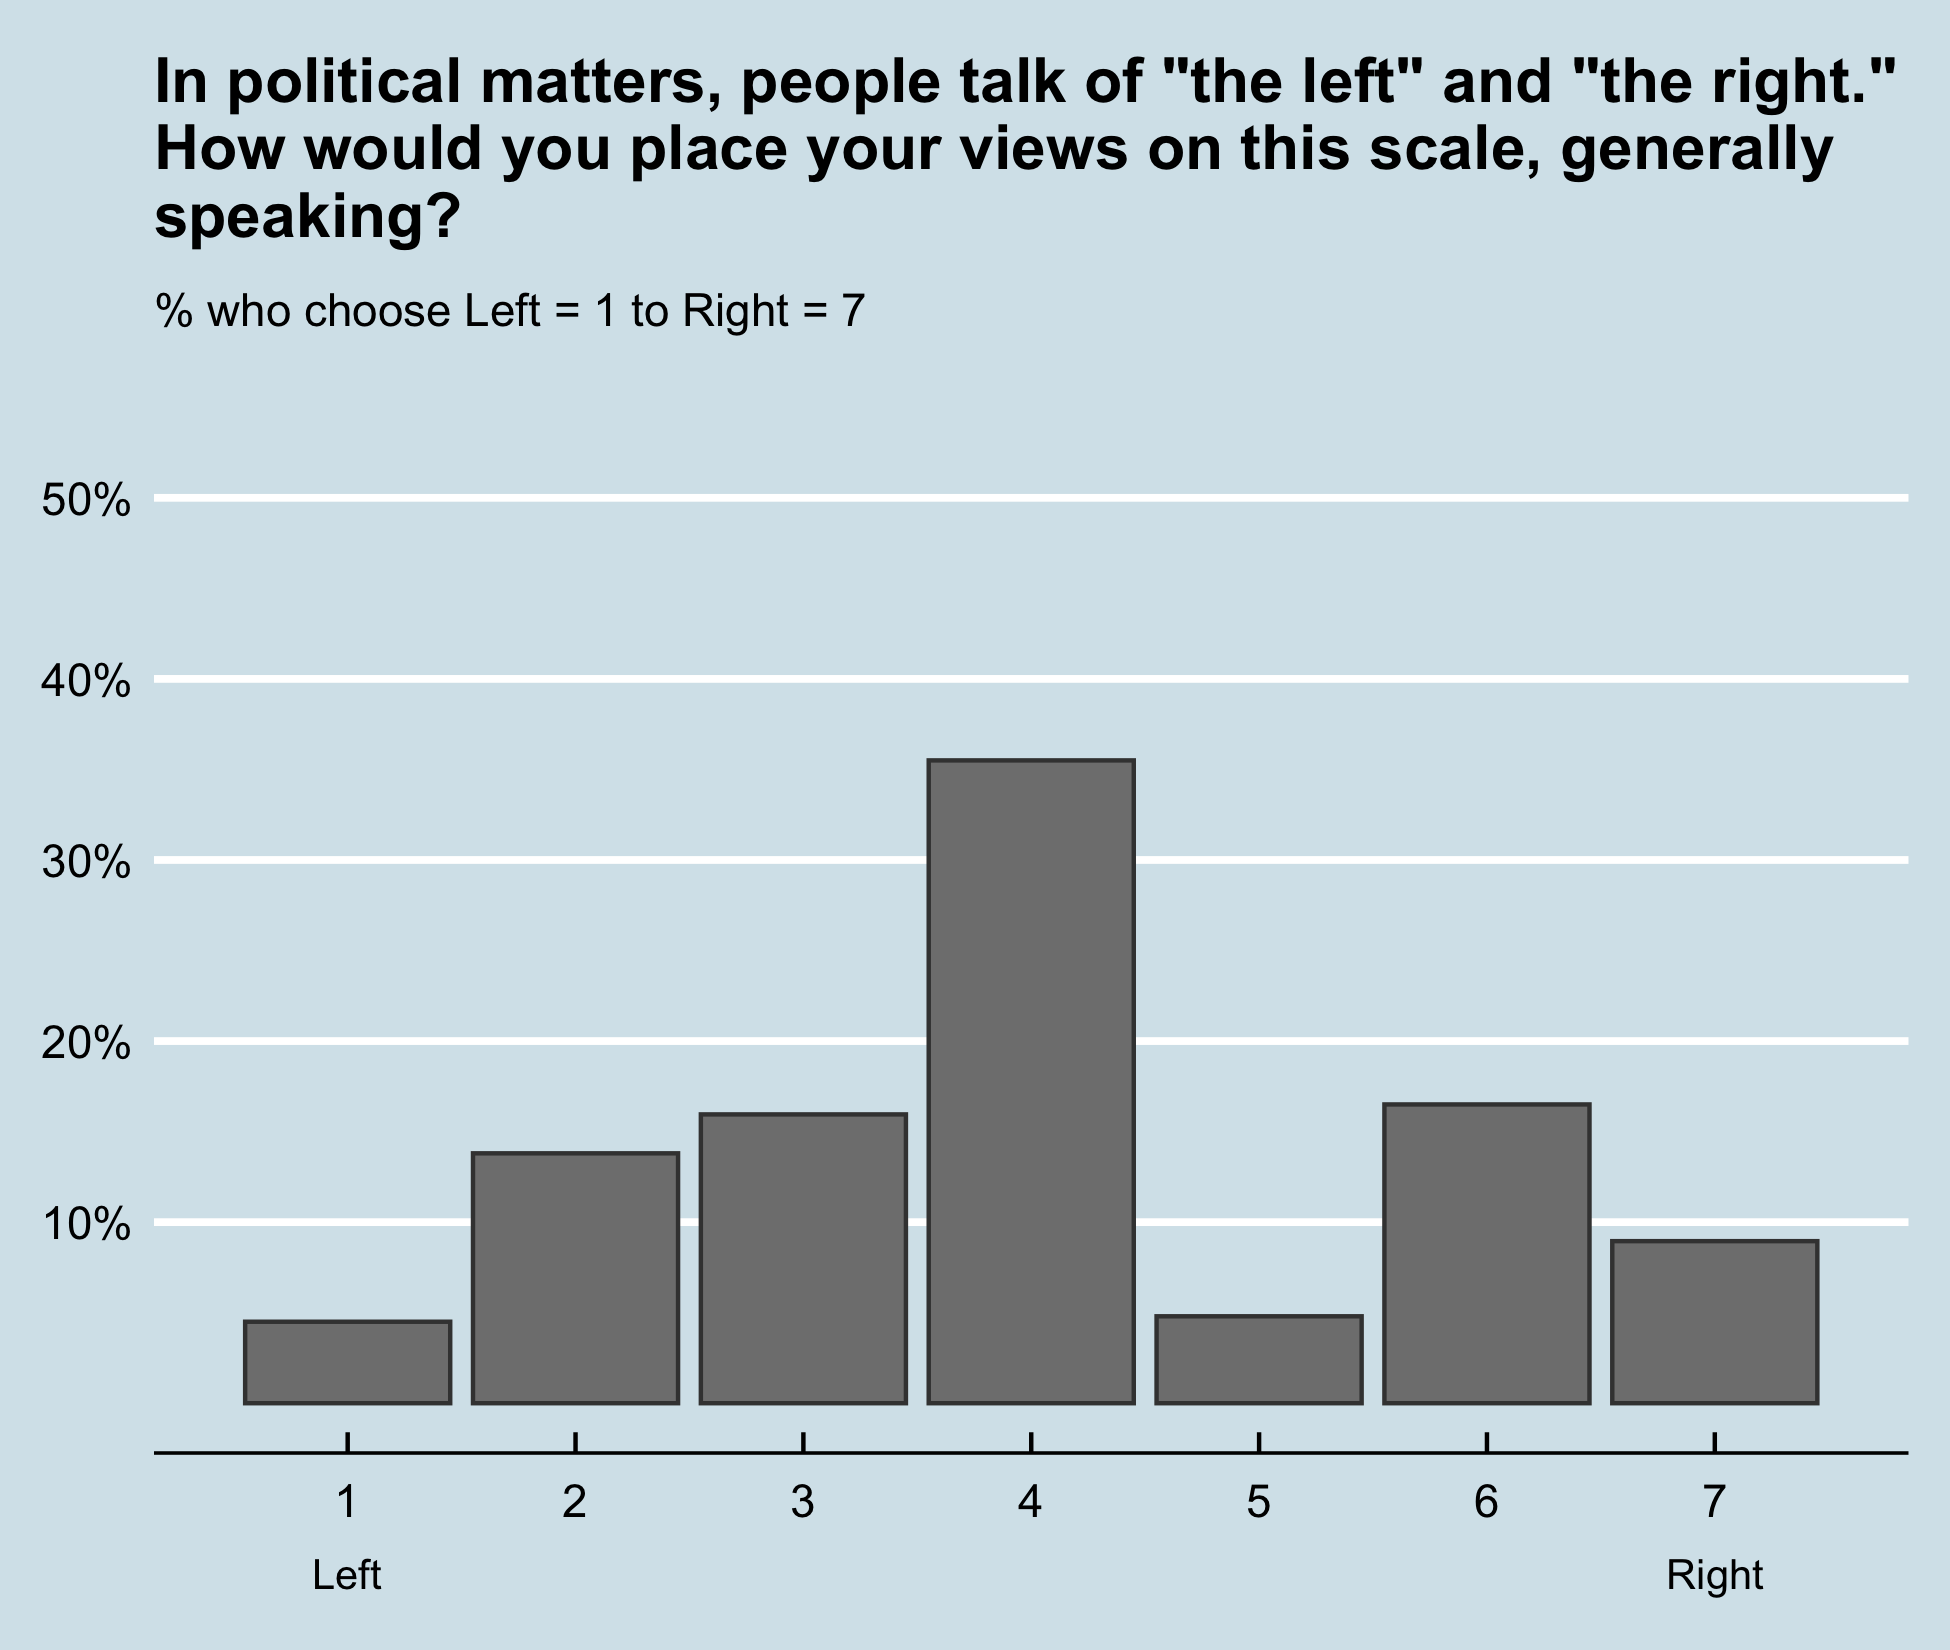 In political matters, people talk of "the left" and "the right."
How would you place your views on this scale, generally
speaking?
% who choose Left = 1 to Right = 7
50%
40%
30%
20%
10%
1 2 3 4 5 6 7
Left Right